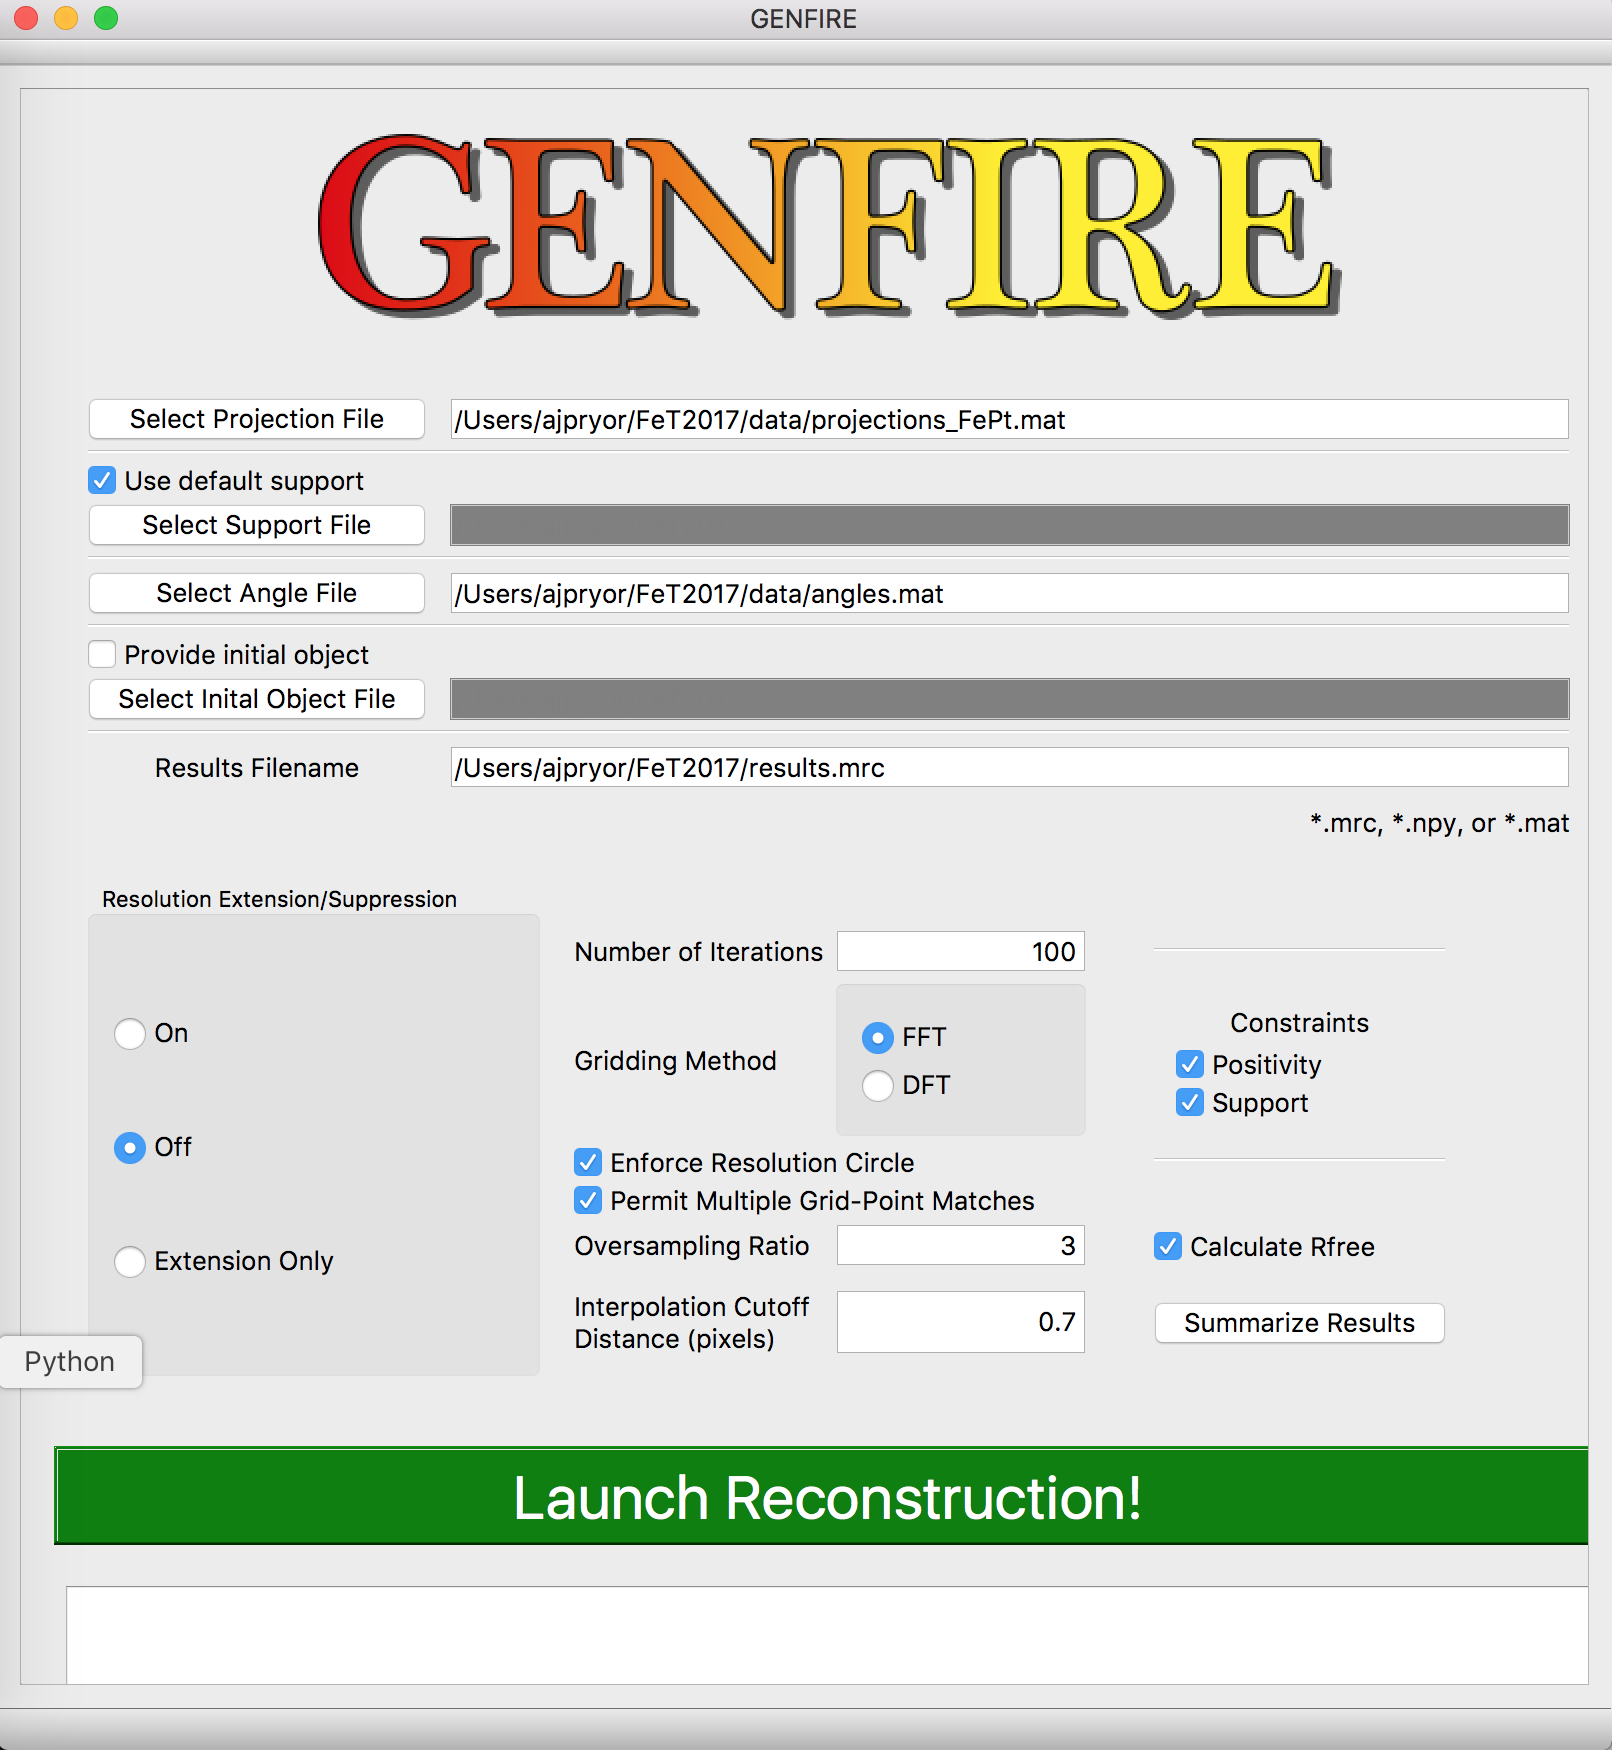 GENFIRE
GENFIRE
Select Projection File /Users/ajpryor/FeT2017/data/projections_FePt.mat
Use default support
Select Support File
Select Angle File /Users/ajpryor/FeT2017/data/angles.mat
Provide initial object
Select Inital Object File
Results Filename /Users/ajpryor/FeT2017/results.mrc
*.mrc, *.npy, or *.mat
Resolution Extension/Suppression
On
Off
Extension Only
Number of Iterations 100
Gridding Method
FFT
DFT
Enforce Resolution Circle
Permit Multiple Grid-Point Matches
Oversampling Ratio 3
Interpolation Cutoff
Distance (pixels) 0.7
Constraints
Positivity
Support
Calculate Rfree
Summarize Results
Python
Launch Reconstruction!